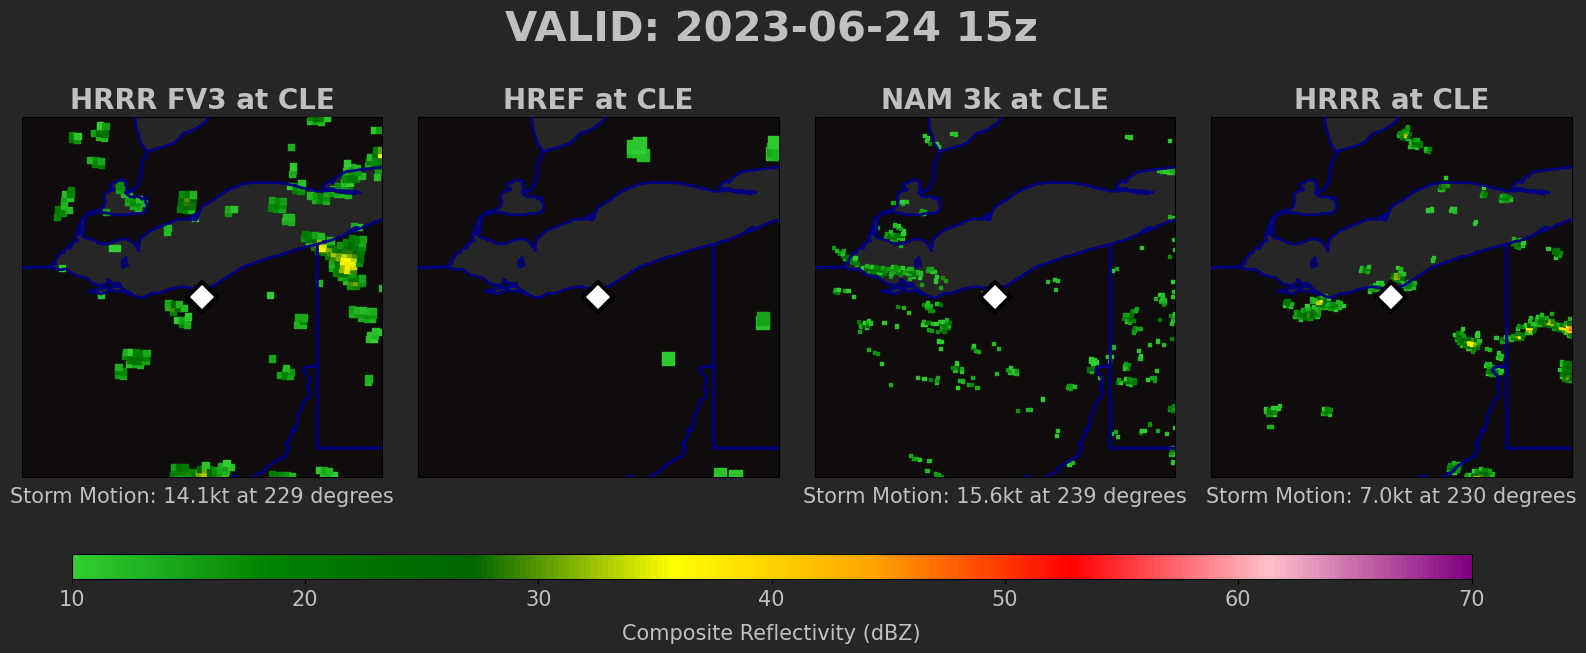 VALID: 2023-06-24 15z
HRRR FV3 at CLE
HREF at CLE
NAM 3k at CLE
HRRR at CLE
Storm Motion: 14.1kt at 229 degrees
Storm Motion: 15.6kt at 239 degrees
Storm Motion: 7.0kt at 230 degrees
10 20 30 40 50 60 70
Composite Reflectivity (dBZ)